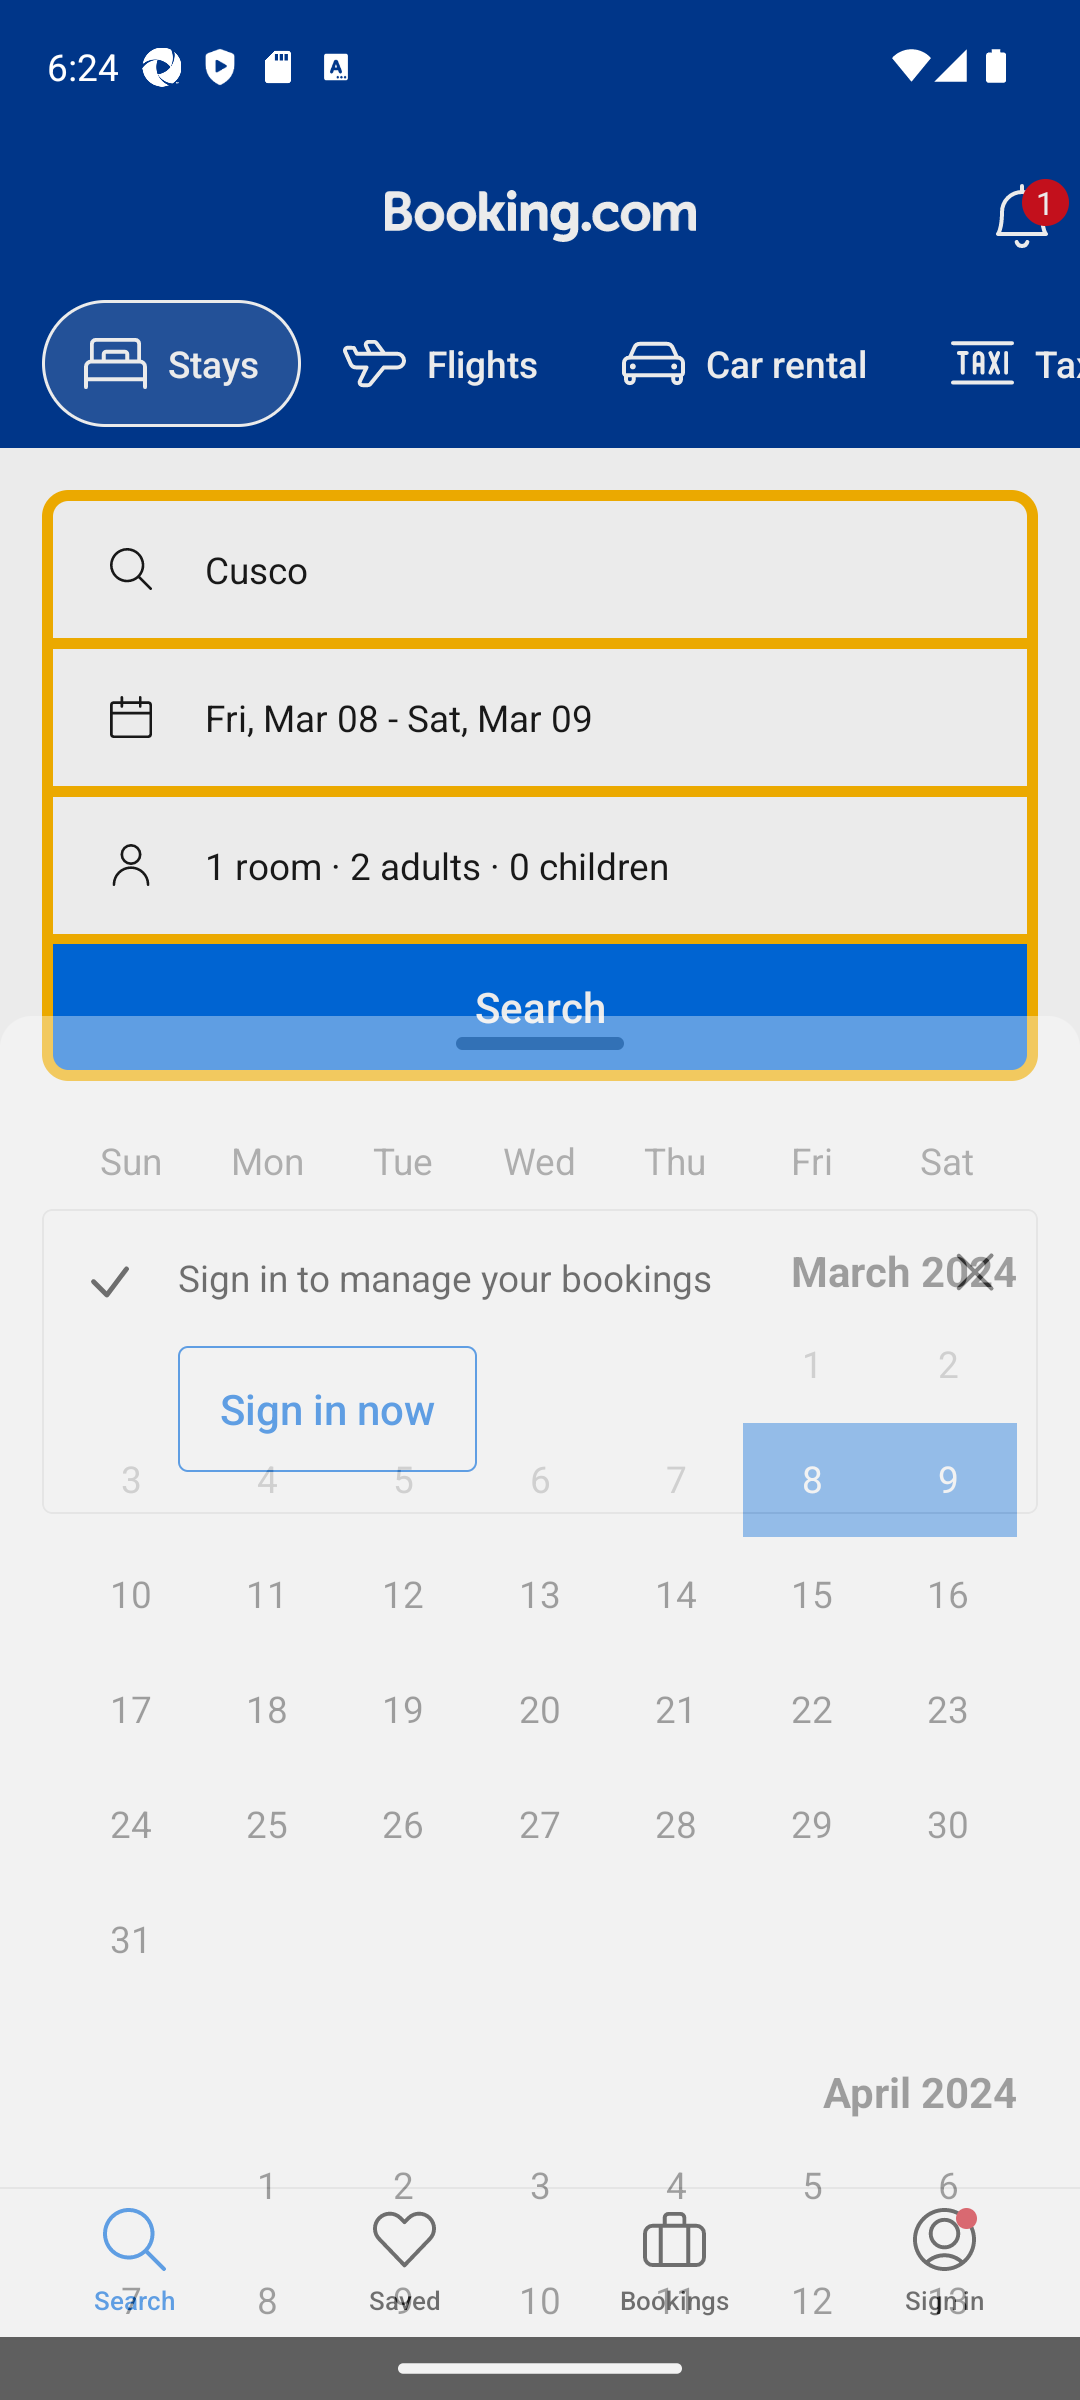 6:24
Booking.com
1
Stays
Flights
Car rental
TAXI
Tax
Cusco
Fri, Mar 08 - Sat, Mar 09
1 room · 2 adults · 0 children
Search
Sun Mon Tue Wed Thu Fri Sat
Sign in to manage your bookings
March 2024
1 2
Sign in now
3 4 5 6 7 8 9
10 11 12 13 14 15 16
17 18 19 20 21 22 23
24 25 26 27 28 29 30
31
April 2024
1 2 3 4 5 6
7 8 9 10 11 12 13
Search Saved Bookings Sign in